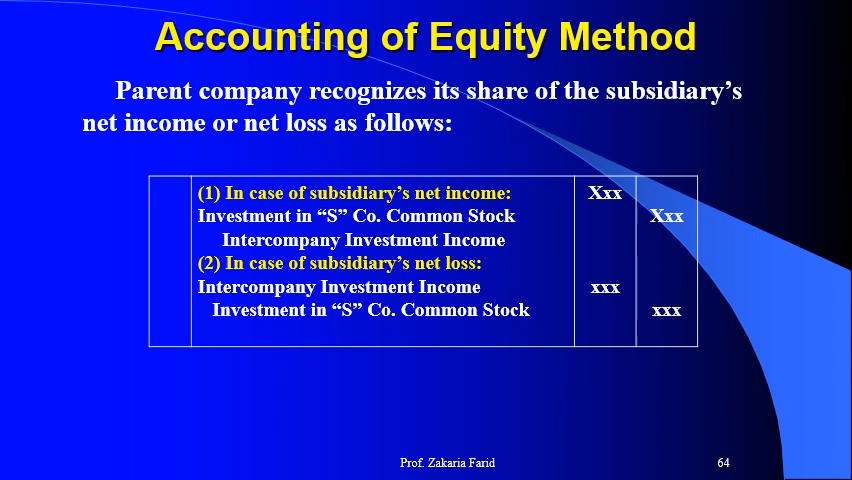 Accounting of Equity Method
Parent company recognizes its share of the subsidiary’s
net income or net loss as follows:
(1) In case of subsidiary’s net income: Xxx
Investment in “S” Co. Common Stock Xxx
Intercompany Investment Income
(2) In case of subsidiary’s net loss:
Intercompany Investment Income xxx
Investment in “S” Co. Common Stock xxx
Prof. Zakaria Farid 64